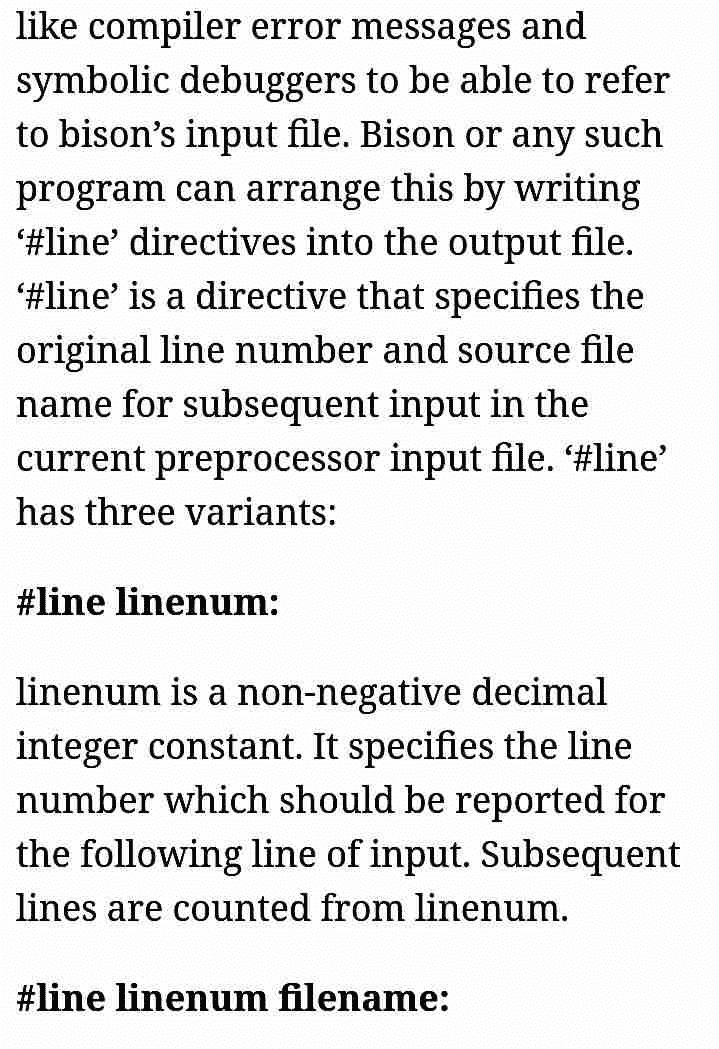 like compiler error messages and
symbolic debuggers to be able to refer
to bison’s input file. Bison or any such
program can arrange this by writing
‘#line’ directives into the output file.
‘#line’ is a directive that specifies the
original line number and source file
name for subsequent input in the
current preprocessor input file. ‘#line’
has three variants:
#line linenum:
linenum is a non-negative decimal
integer constant. It specifies the line
number which should be reported for
the following line of input. Subsequent
lines are counted from linenum.
#line linenum filename: